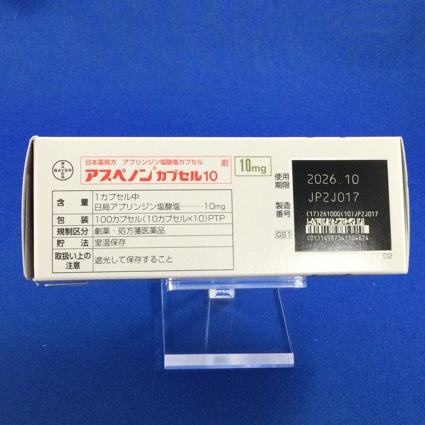 BAYER
日本薬局方 アプリンジン塩酸塩カプセル
劇
アスペノン®カプセル10
10mg
使用期限
2026.10
JP2J017
製造番号
含量
1カプセル中
日局アプリンジン塩酸塩………10mg
包装
100カプセル(10カプセル×10)PTP
規制区分
劇薬・処方箋医薬品
貯法
室温保存
取扱い上の注意
遮光して保存すること
(17)261000(10)JP2J017
GS1
(01)14987341104824
D2